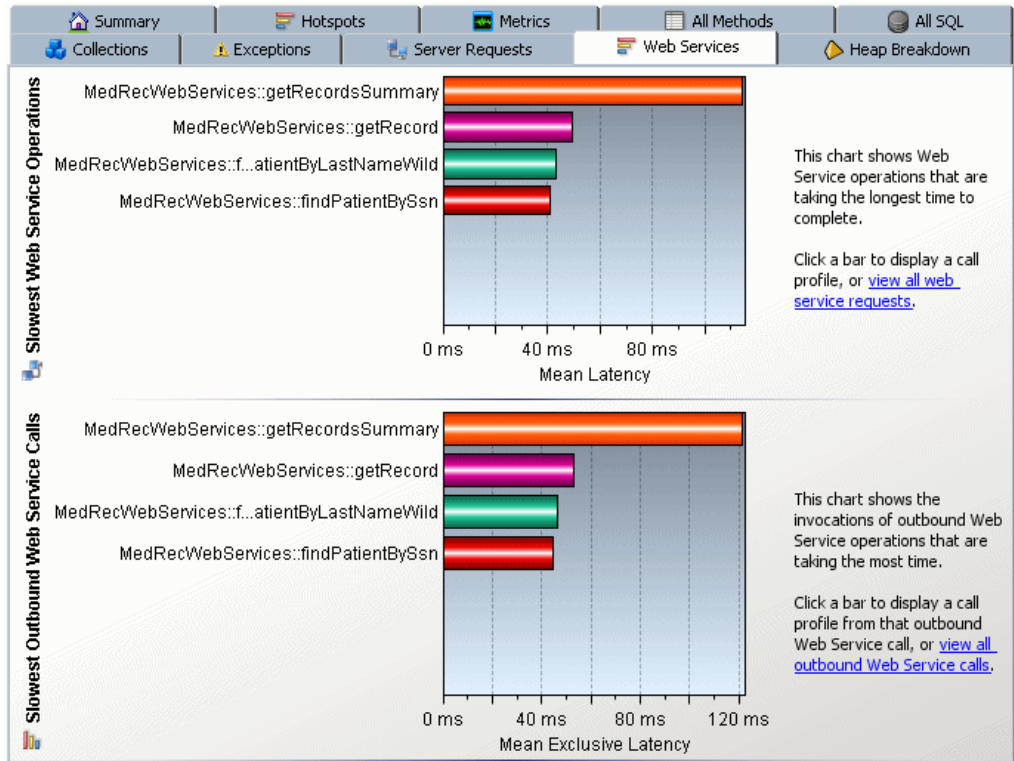 Summary
Hotspots
Metrics
All Methods
All SQL
Collections
Exceptions
Server Requests
Web Services
Heap Breakdown
Slowest Web Service Operations
MedRecWebServices::getRecordsSummary
MedRecWebServices::getRecord
MedRecWebServices::f...atientByLastNameWild
MedRecWebServices::findPatientBySsn
0 ms 40 ms 80 ms
Mean Latency
This chart shows Web
Service operations that are
taking the longest time to
complete.
Click a bar to display a call
profile, or view all web
service requests.
Slowest Outbound Web Service Calls
MedRecWebServices::getRecordsSummary
MedRecWebServices::getRecord
MedRecWebServices::f...atientByLastNameWild
MedRecWebServices::findPatientBySsn
0 ms 40 ms 80 ms 120 ms
Mean Exclusive Latency
This chart shows the
invocations of outbound Web
Service operations that are
taking the most time.
Click a bar to display a call
profile from that outbound
Web Service call, or view all
outbound Web Service calls.